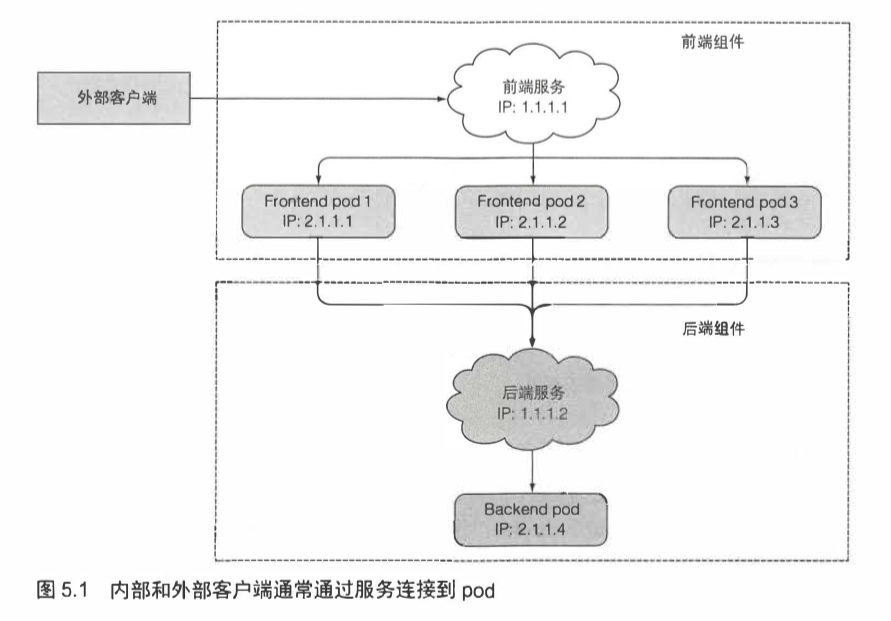 前端组件
外部客户端
前端服务
IP: 1.1.1.1
Frontend pod 1
IP: 2.1.1.1
Frontend pod 2
IP: 2.1.1.2
Frontend pod 3
IP: 2.1.1.3
后端组件
后端服务
IP: 1.1.1.2
Backend pod
IP: 2.1.1.4
图 5.1 内部和外部客户端通常通过服务连接到 pod